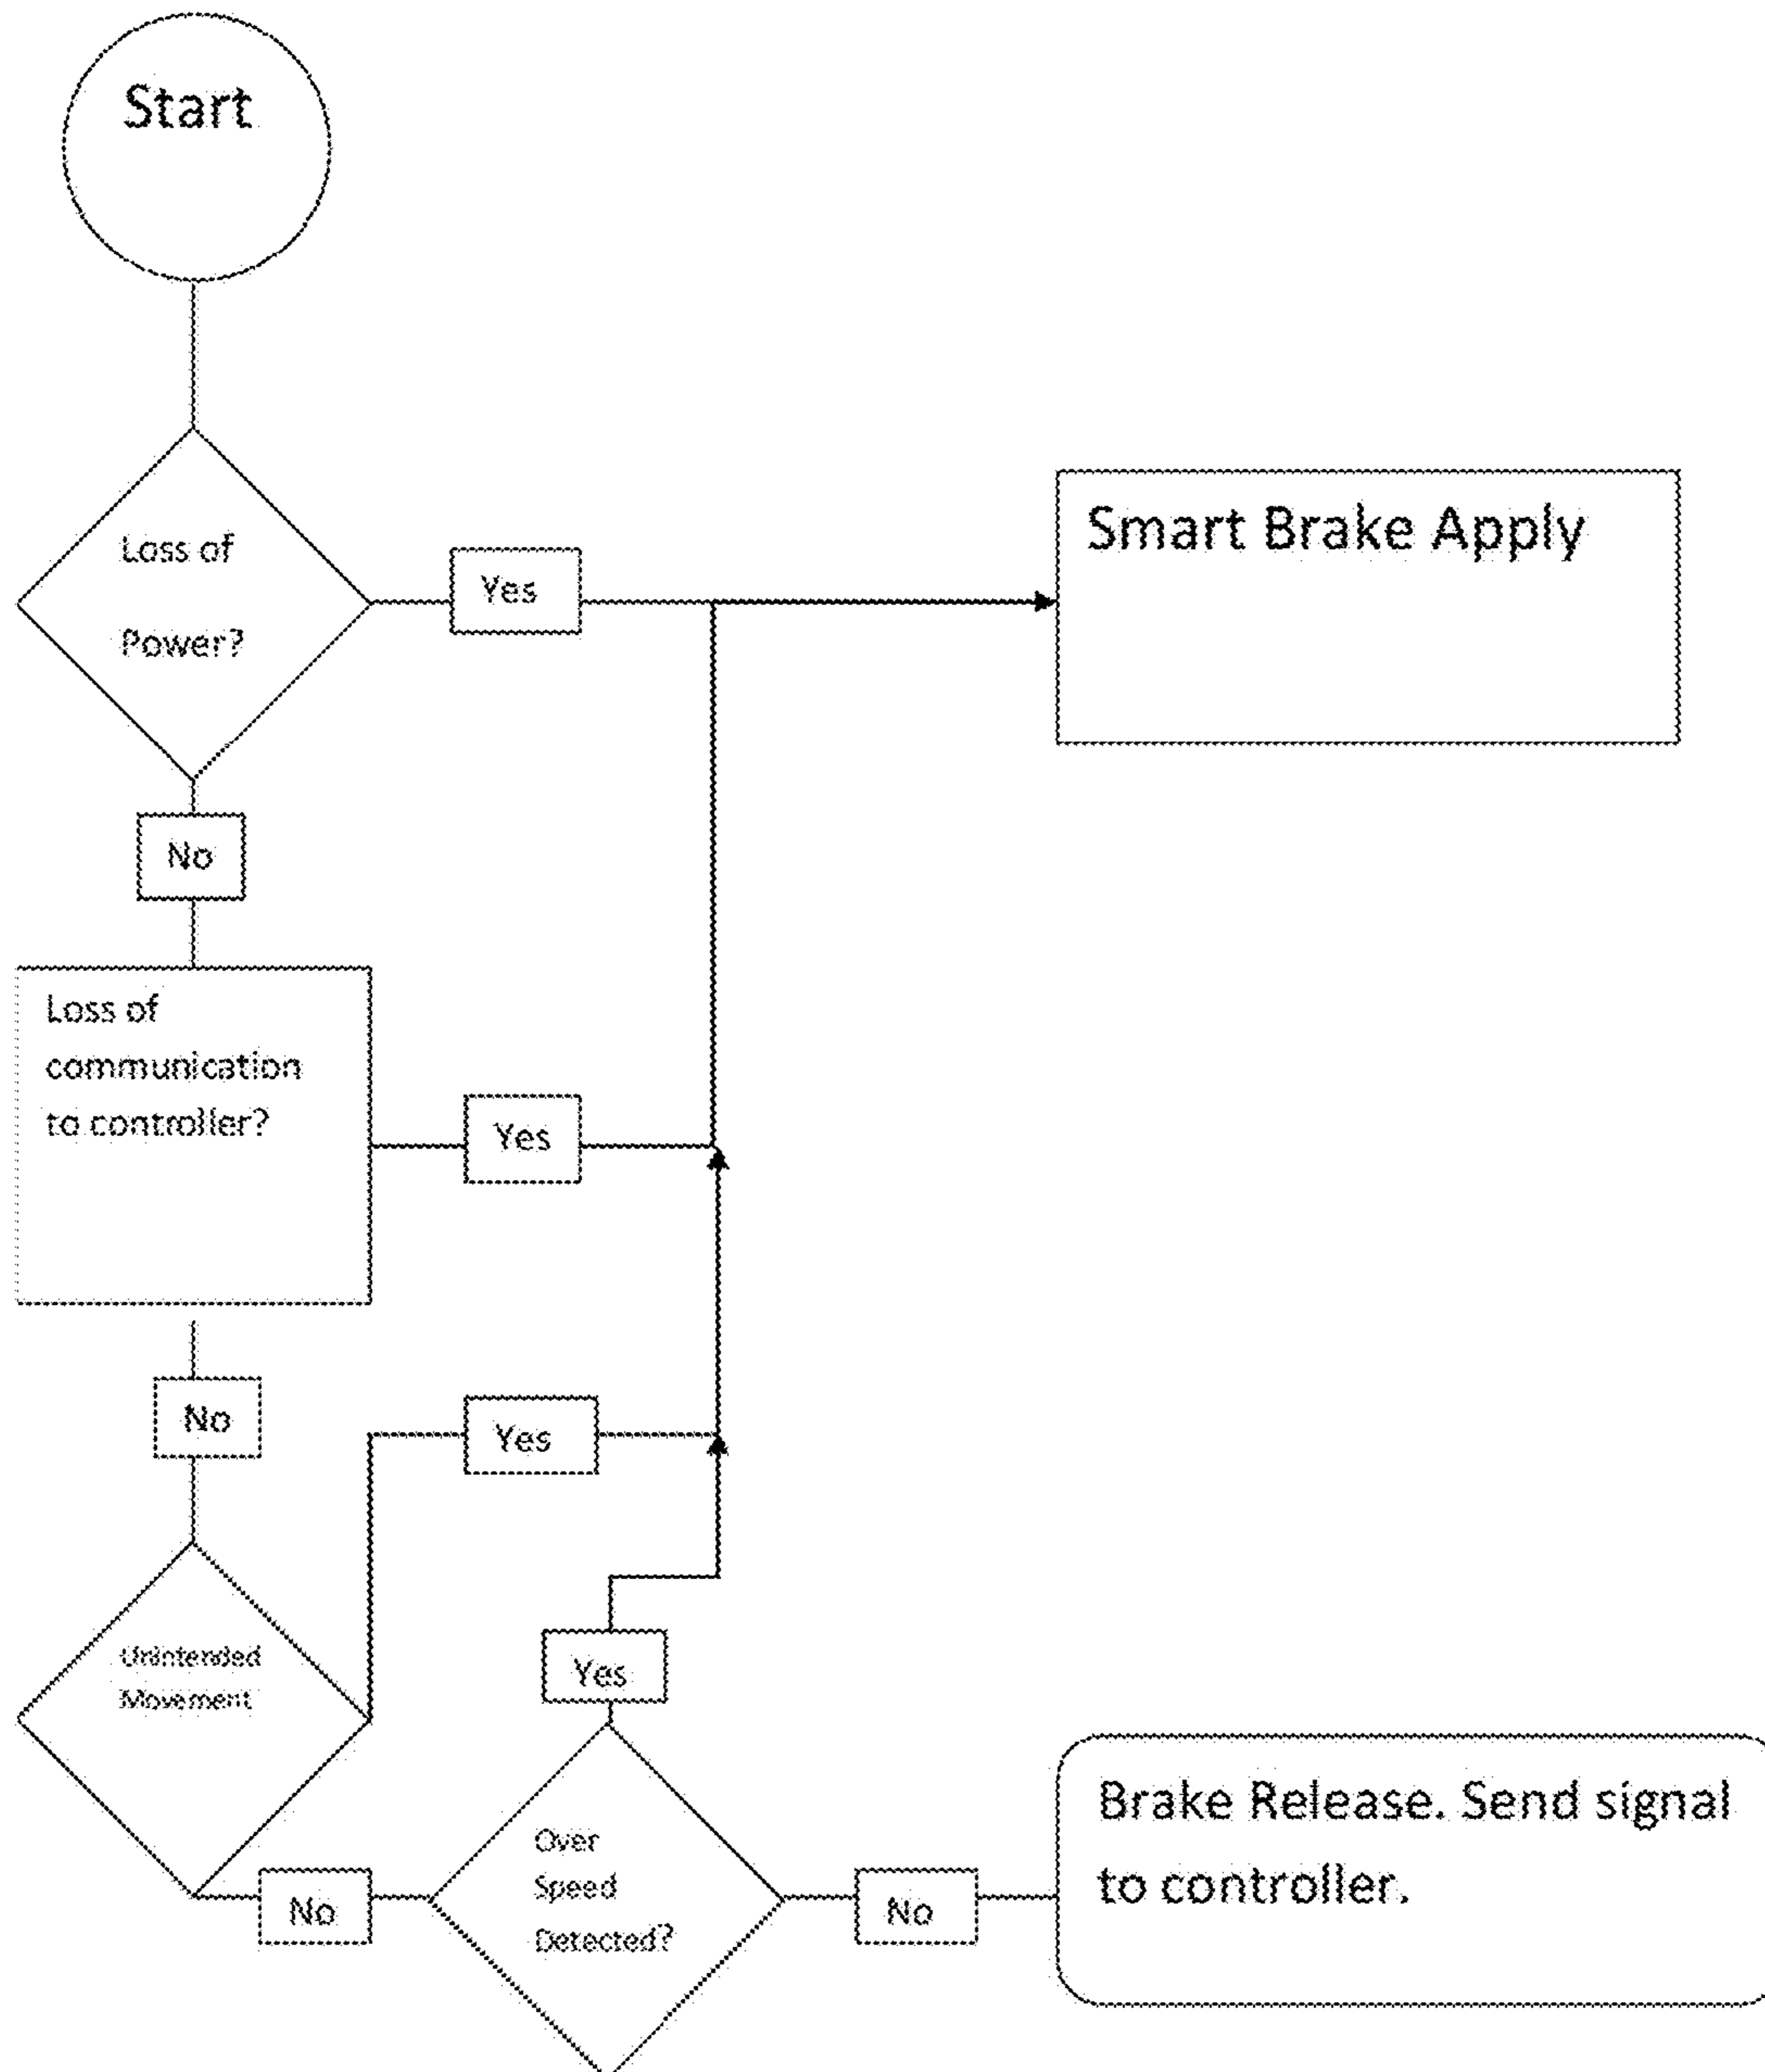 Start
Loss of
Power?
Yes
Smart Brake Apply
No
Loss of
communication
to controller?
Yes
No
Yes
Unintended
Movement
Yes
No
Over
Speed
Detected?
No
Brake Release. Send signal
to controller.